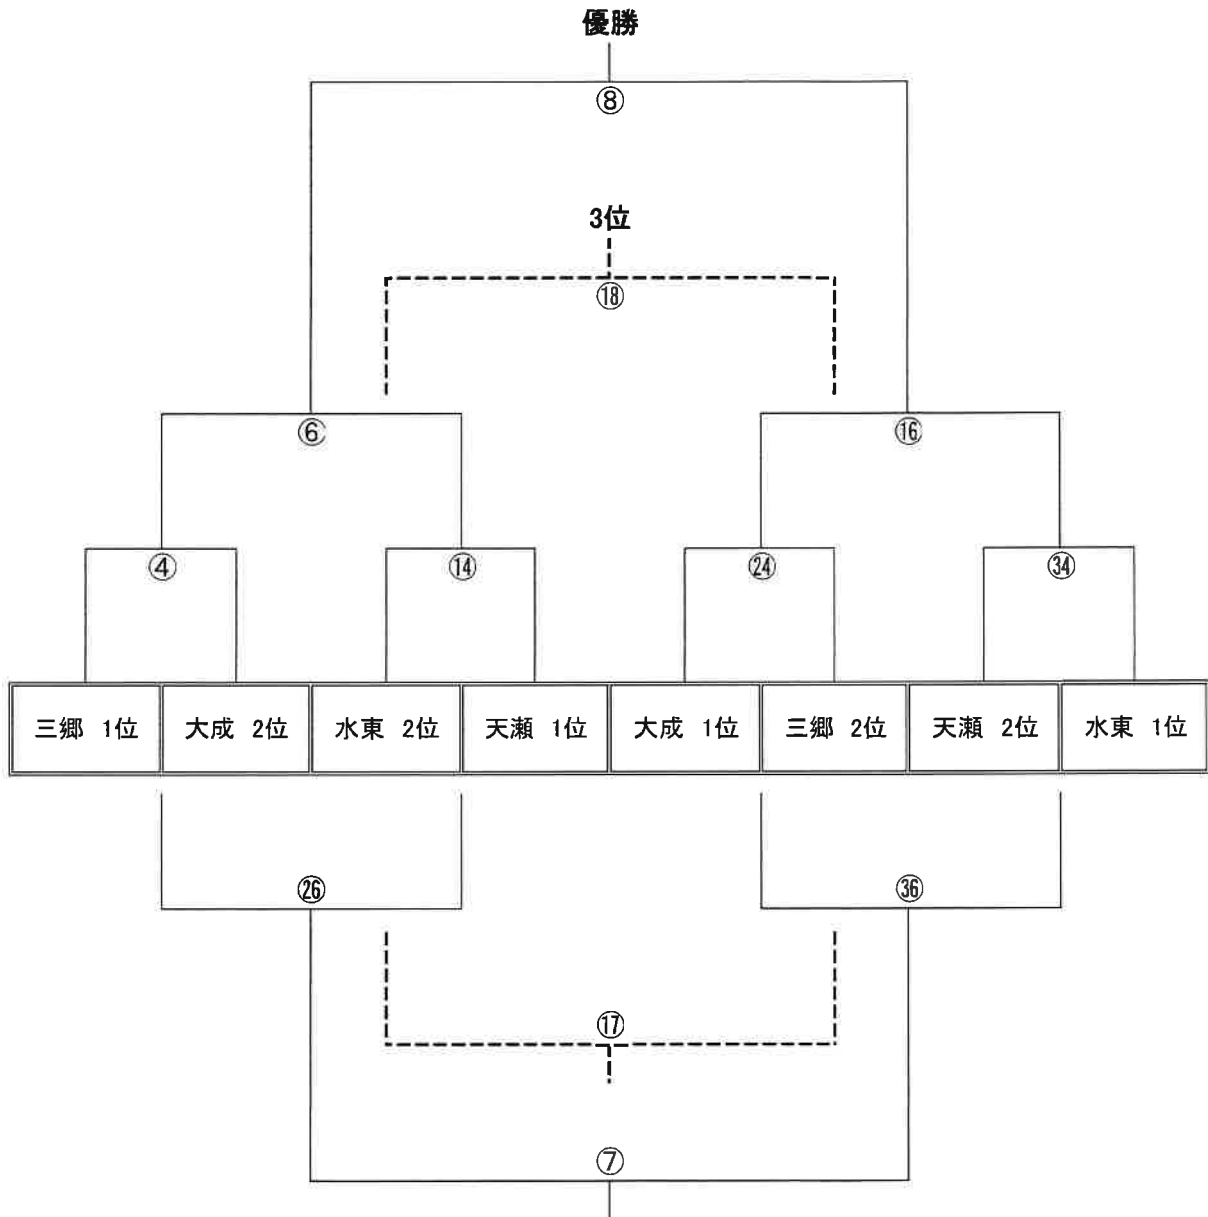 優勝
⑧
3位
⑱
⑥ ⑯
④ ⑭ ㉔ ㉞
三郷 1位 大成 2位 水東 2位 天瀬 1位 大成 1位 三郷 2位 天瀬 2位 水東 1位
㉖ ㊱
⑰
⑦